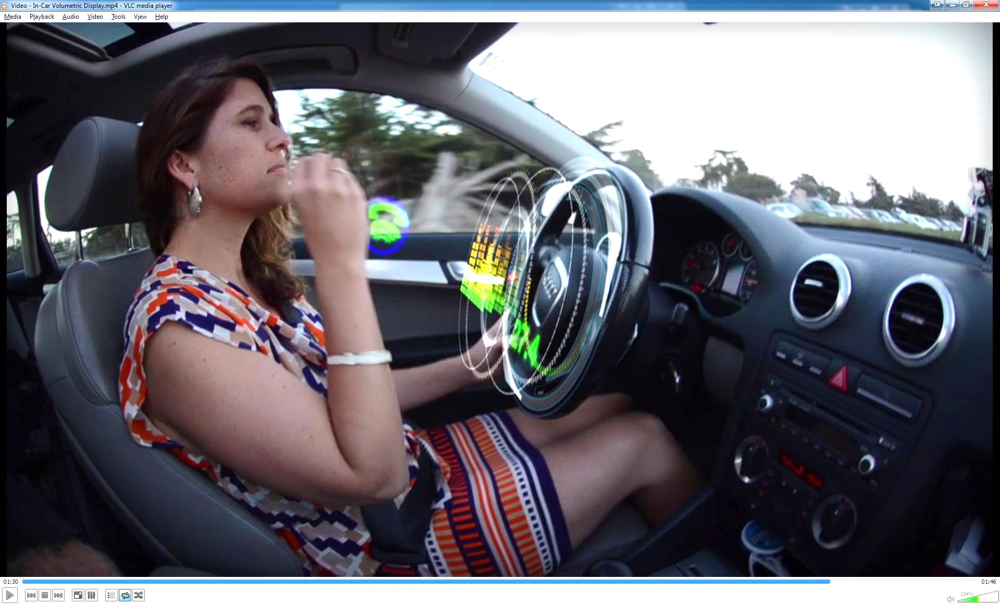 Video - In-Car Volumetric Display.mp4 - VLC media player
Media Playback Audio Video Tools View Help
27.4
01:30
01:46
104%